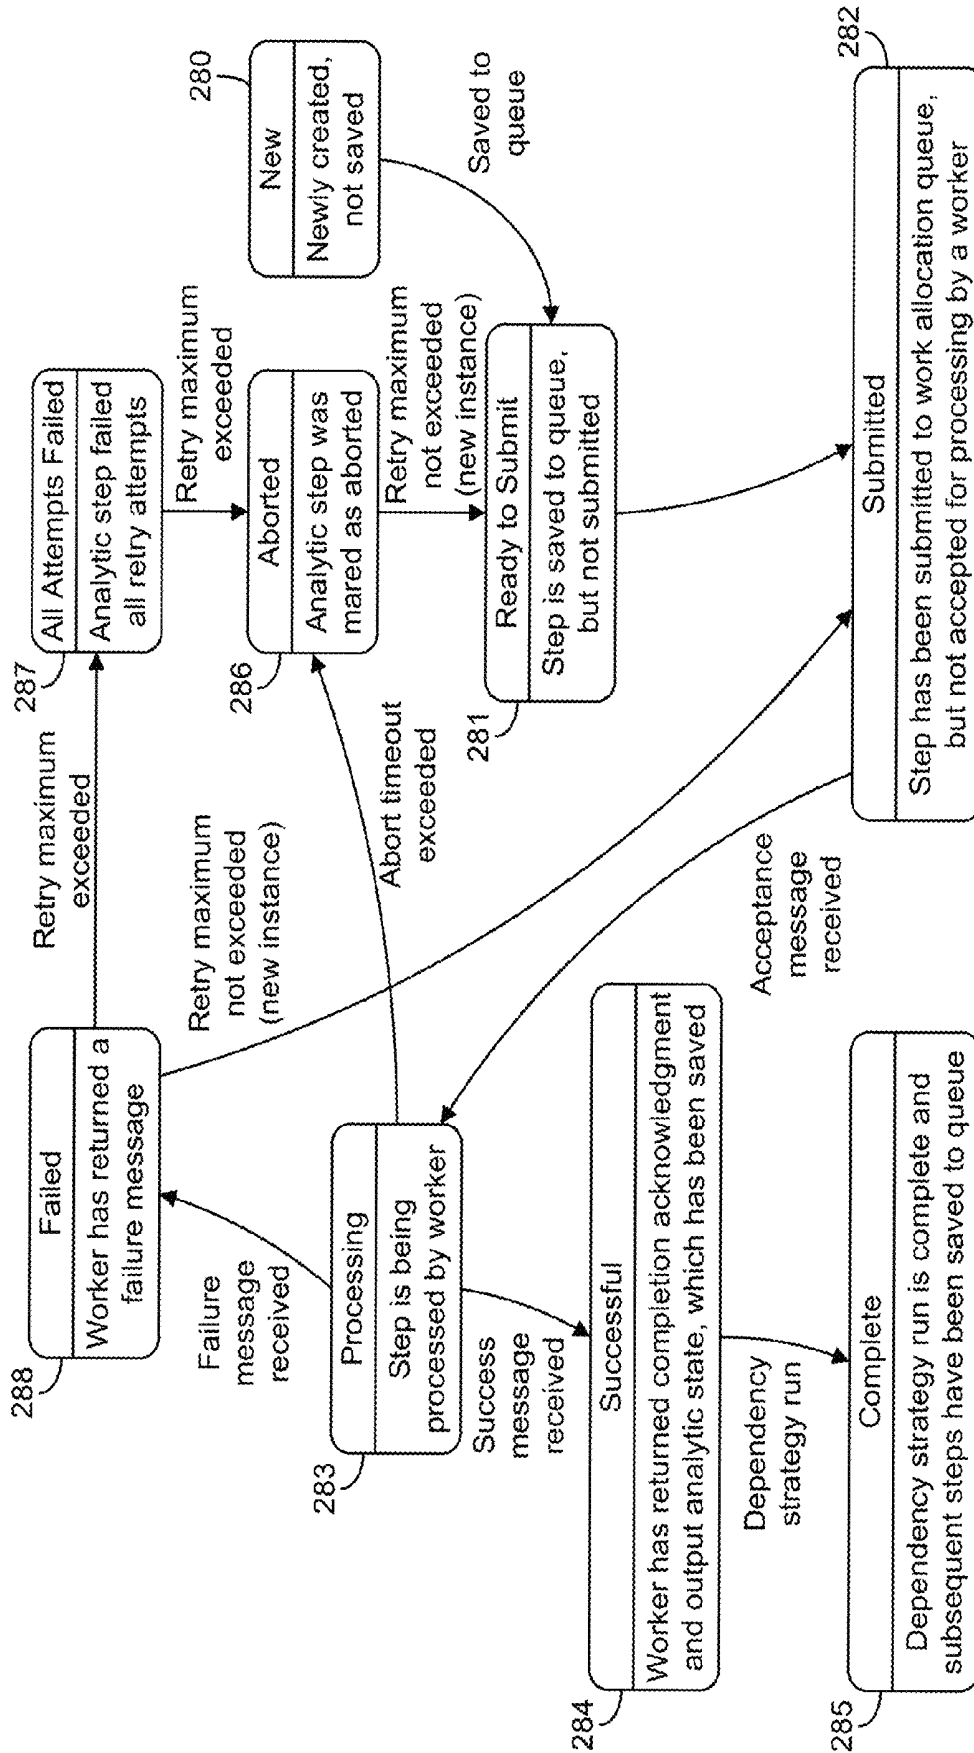 288
Failed
Worker has returned a
failure message
Retry maximum
exceeded
287
All Attempts Failed
Analytic step failed
all retry attempts
Retry maximum
exceeded
280
New
Newly created,
not saved
Saved to
queue
Failure
message
received
Retry maximum
not exceeded
(new instance)
286
Aborted
Analytic step was
mared as aborted
Retry maximum
not exceeded
(new instance)
283
Processing
Step is being
processed by worker
Abort timeout
exceeded
281
Ready to Submit
Step is saved to queue,
but not submitted
Success
message
received
284
Successful
Worker has returned completion acknowledgment
and output analytic state, which has been saved
Dependency
strategy run
Acceptance
message
received
285
Complete
Dependency strategy run is complete and
subsequent steps have been saved to queue
282
Submitted
Step has been submitted to work allocation queue,
but not accepted for processing by a worker